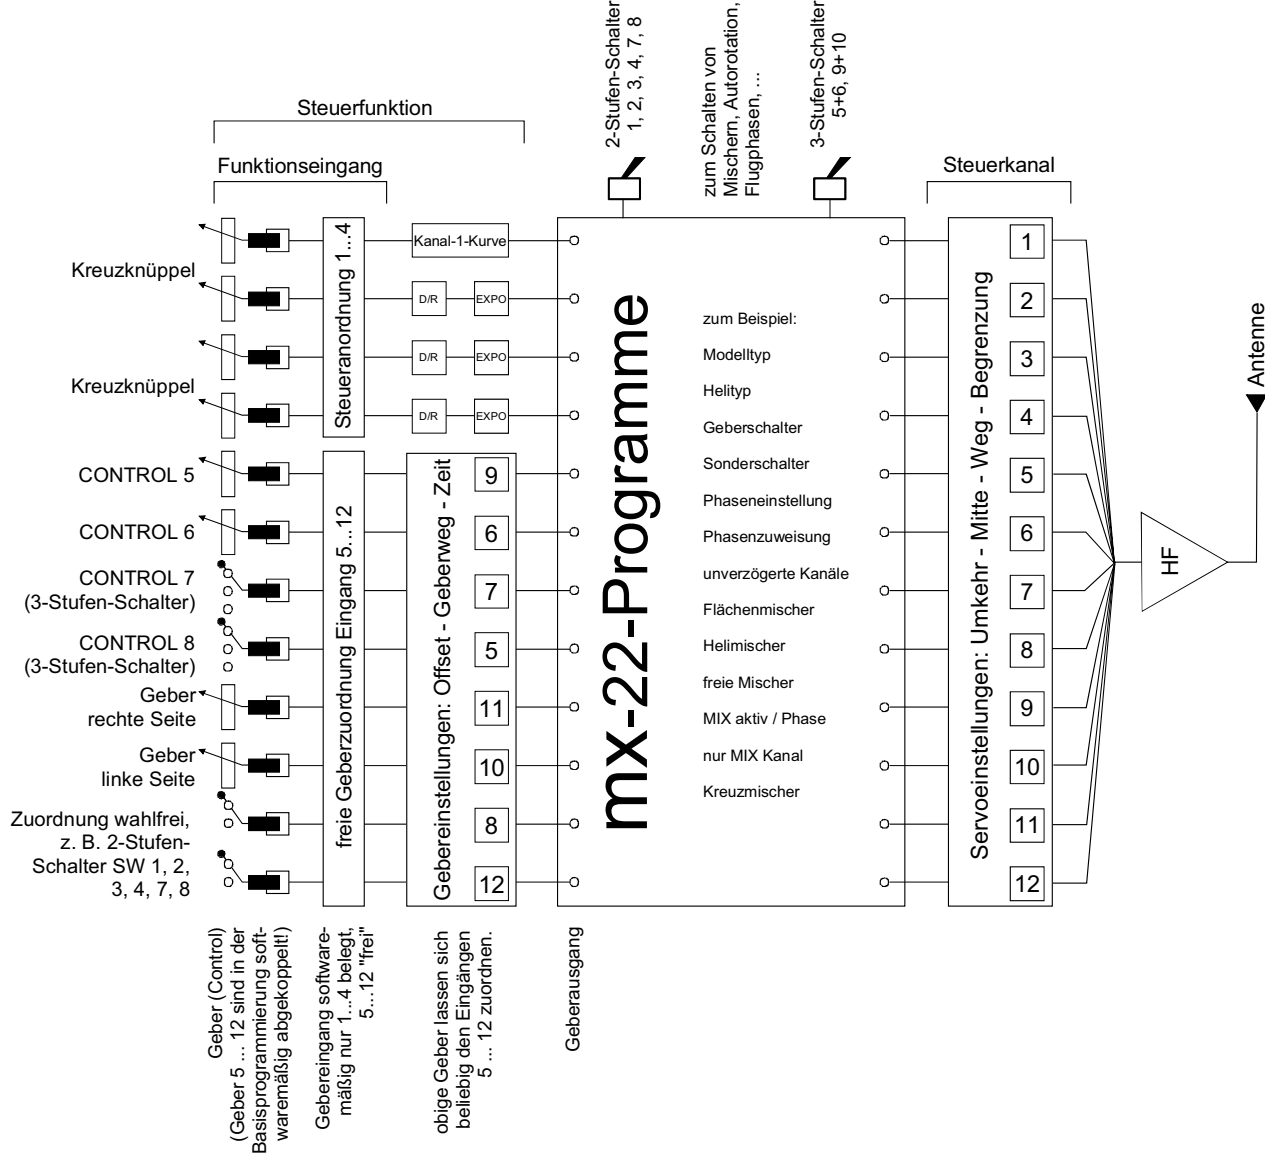 Steuerfunktion
Funktionseingang
2-Stufen-Schalter
1, 2, 3, 4, 7, 8
zum Schalten von
Mischern, Autorotation,
Flugphasen, ...
3-Stufen-Schalter
5+6, 9+10
Steuerkanal
Kreuzknüppel
Kreuzknüppel
CONTROL 5
CONTROL 6
CONTROL 7
(3-Stufen-Schalter)
CONTROL 8
(3-Stufen-Schalter)
Geber
rechte Seite
Geber
linke Seite
Zuordnung wahlfrei,
z. B. 2-Stufen-
Schalter SW 1, 2,
3, 4, 7, 8
Steueranordnung 1...4
freie Geberzuordnung Eingang 5...12
Kanal-1-Kurve
D/R
EXPO
D/R
EXPO
D/R
EXPO
Gebereinstellungen: Offset - Geberweg - Zeit
9
6
7
5
11
10
8
12
mx-22-Programme
zum Beispiel:
Modelltyp
Helityp
Geberschalter
Sonderschalter
Phaseneinstellung
Phasenzuweisung
unverzögerte Kanäle
Flächenmischer
Helimischer
freie Mischer
MIX aktiv / Phase
nur MIX Kanal
Kreuzmischer
Servoeinstellungen: Umkehr - Mitte - Weg - Begrenzung
1
2
3
4
5
6
7
8
9
10
11
12
HF
Antenne
Geber (Control)
(Geber 5 ... 12 sind in der
Basisprogrammierung soft-
waremäßig abgekoppelt!)
Gebereingang software-
mäßig nur 1...4 belegt,
5...12 "frei"
obige Geber lassen sich
beliebig den Eingängen
5 ... 12 zuordnen.
Geberausgang